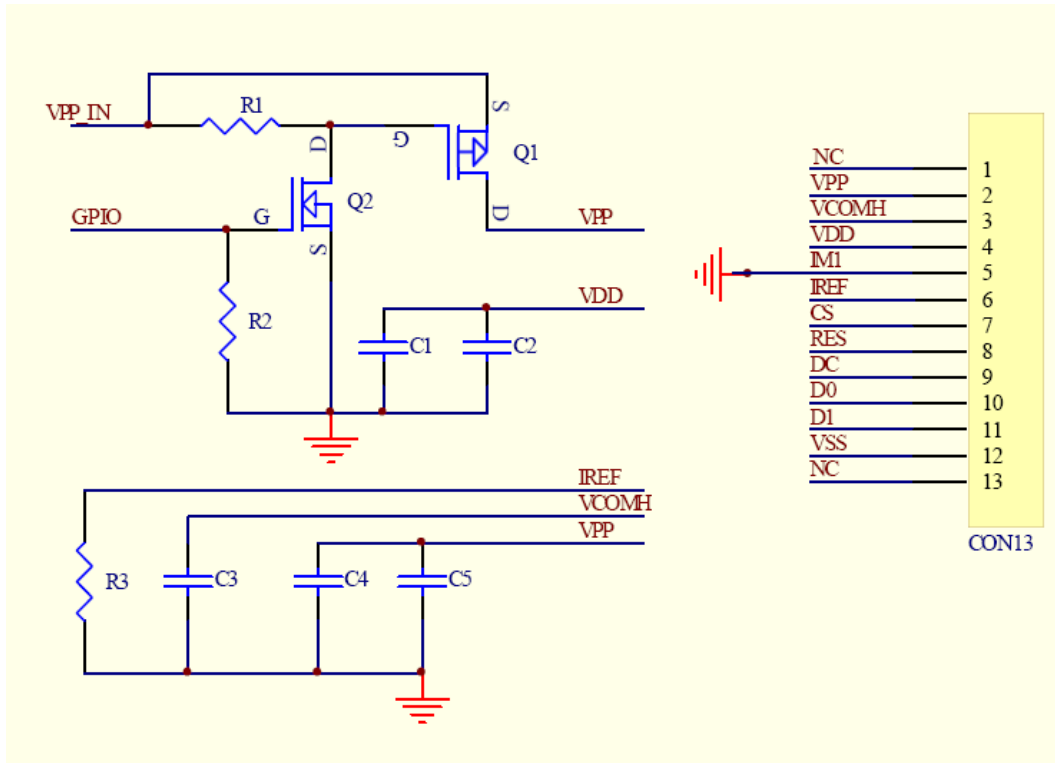 S
VPP_IN
R1
D
G
Q1
Q2
GPIO
G
S
D
VPP
R2
VDD
C1
C2
NC
1
VPP
2
VCOMH
3
VDD
4
IM1
5
IREF
6
CS
7
RES
8
DC
9
D0
10
D1
11
VSS
12
NC
13
CON13
IREF
VCOMH
VPP
R3
C3
C4
C5